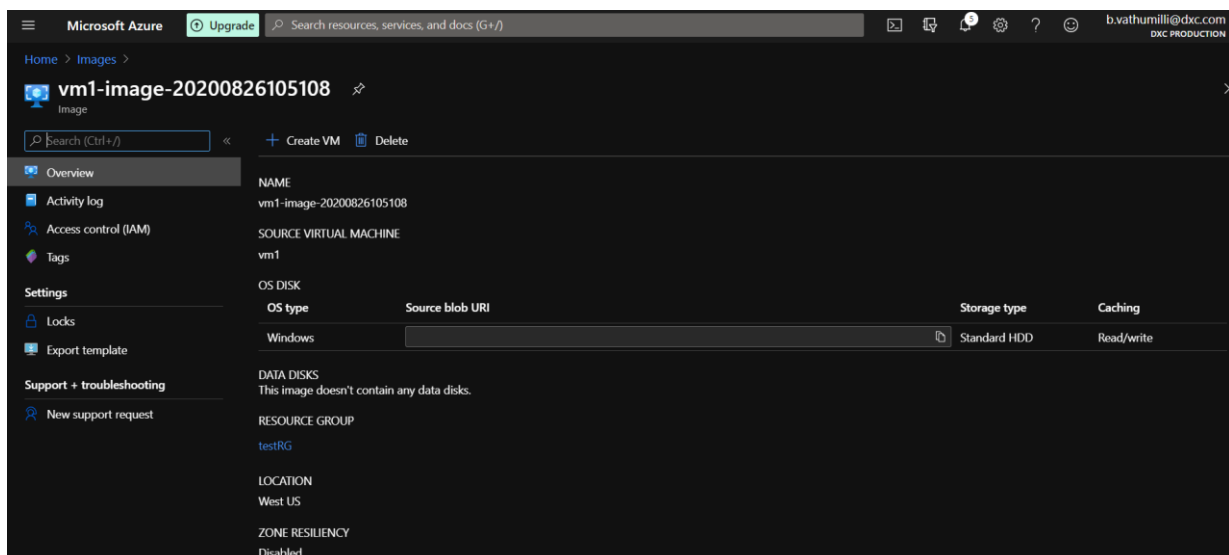 Microsoft Azure Upgrade Search resources, services, and docs (G+/) 5 b.vathumilli@dxc.com
DXC PRODUCTION
Home > Images >
vm1-image-20200826105108
Image
Search (Ctrl+/) « + Create VM Delete
Overview
Activity log
Access control (IAM)
Tags
Settings
Locks
Export template
Support + troubleshooting
New support request
NAME
vm1-image-20200826105108
SOURCE VIRTUAL MACHINE
vm1
OS DISK
OS type Source blob URI Storage type Caching
Windows Standard HDD Read/write
DATA DISKS
This image doesn't contain any data disks.
RESOURCE GROUP
testRG
LOCATION
West US
ZONE RESILIENCY
Disabled